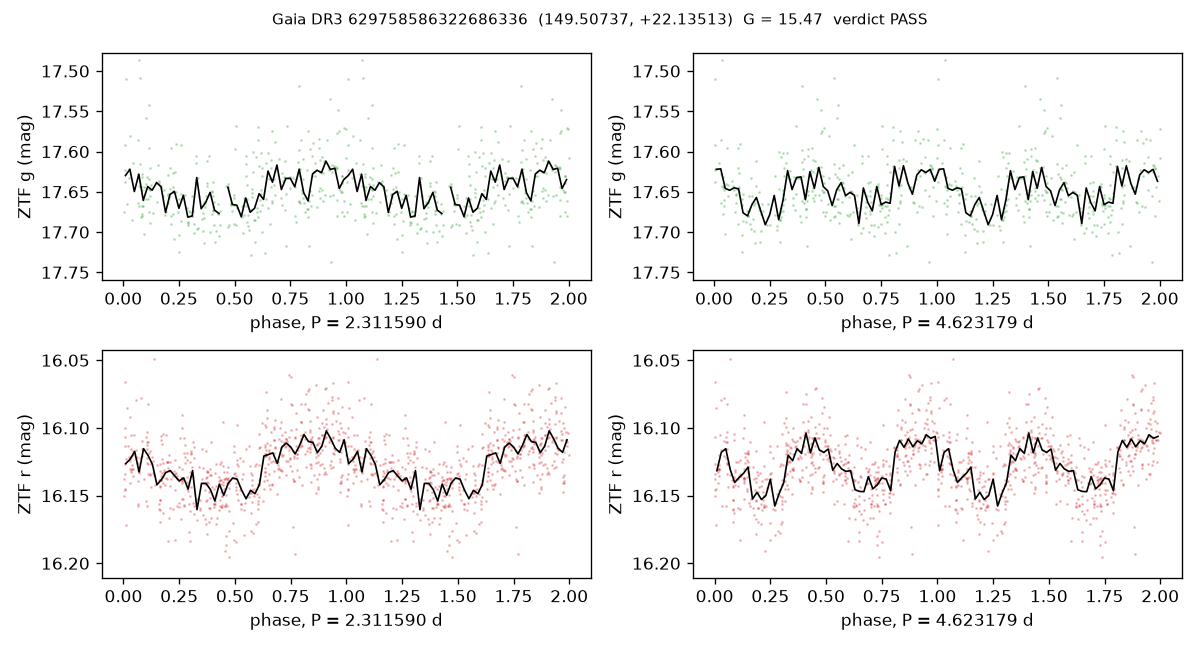 Gaia DR3 629758586322686336 (149.50737, +22.13513) G = 15.47 verdict PASS
ZTF g (mag)
17.50
17.55
17.60
17.65
17.70
17.75
0.00 0.25 0.50 0.75 1.00 1.25 1.50 1.75 2.00
phase, P = 2.311590 d
ZTF g (mag)
17.50
17.55
17.60
17.65
17.70
17.75
0.00 0.25 0.50 0.75 1.00 1.25 1.50 1.75 2.00
phase, P = 4.623179 d
ZTF r (mag)
16.05
16.10
16.15
16.20
0.00 0.25 0.50 0.75 1.00 1.25 1.50 1.75 2.00
phase, P = 2.311590 d
ZTF r (mag)
16.05
16.10
16.15
16.20
0.00 0.25 0.50 0.75 1.00 1.25 1.50 1.75 2.00
phase, P = 4.623179 d